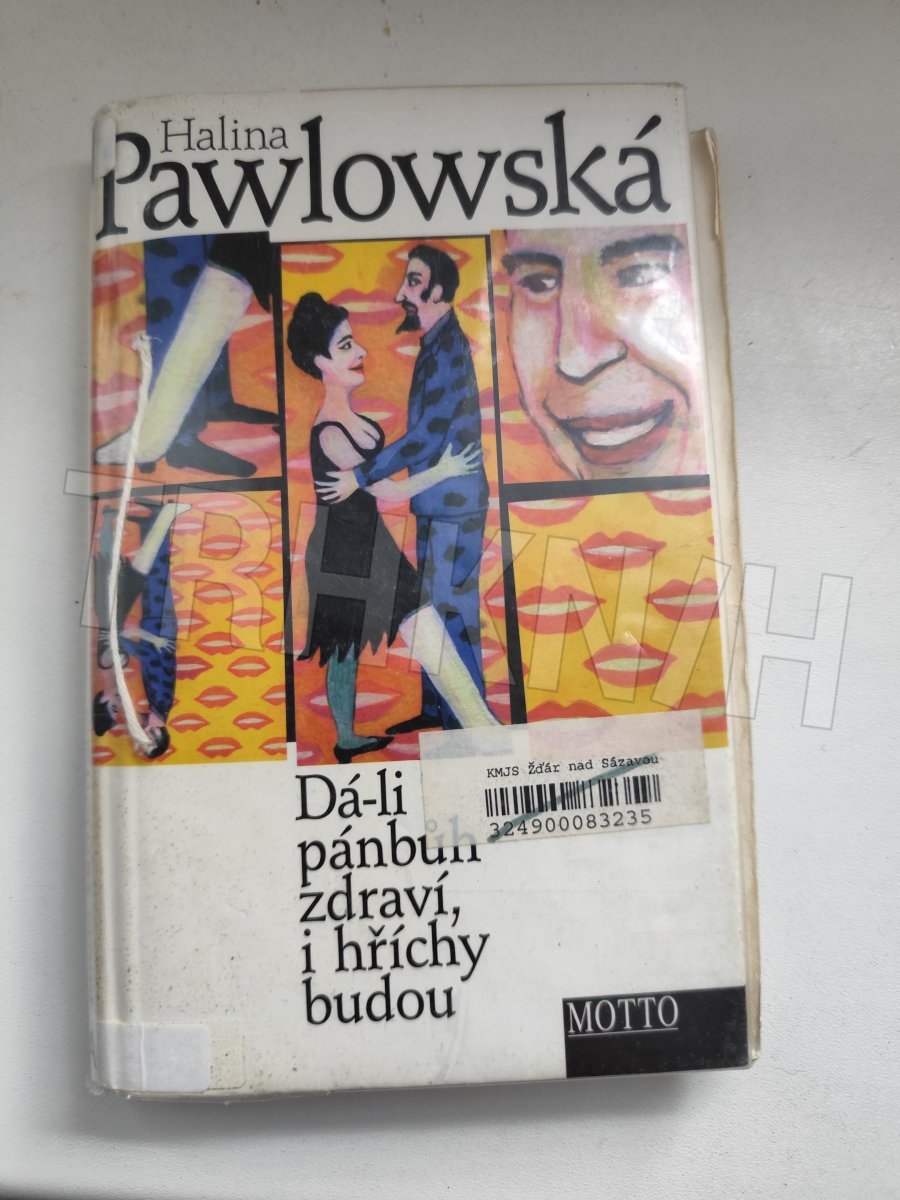 Halina
Pawlowská
TRHKNIH
KMJS Žďár nad Sázavou
324900083235
Dá-li
pánbůh
zdraví,
i hříchy
budou
MOTTO